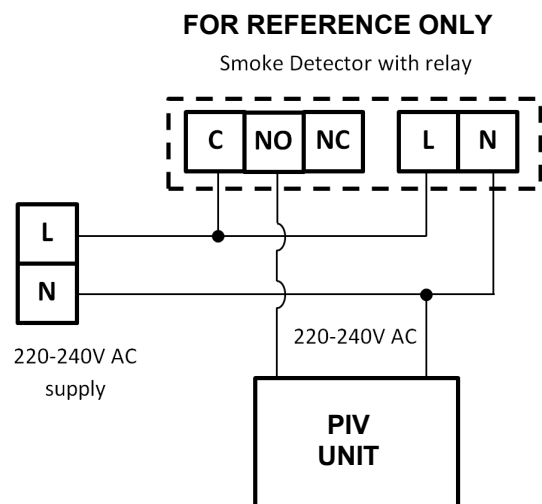 FOR REFERENCE ONLY
Smoke Detector with relay
C NO NC L N
L
N
220-240V AC
220-240V AC
supply
PIV
UNIT